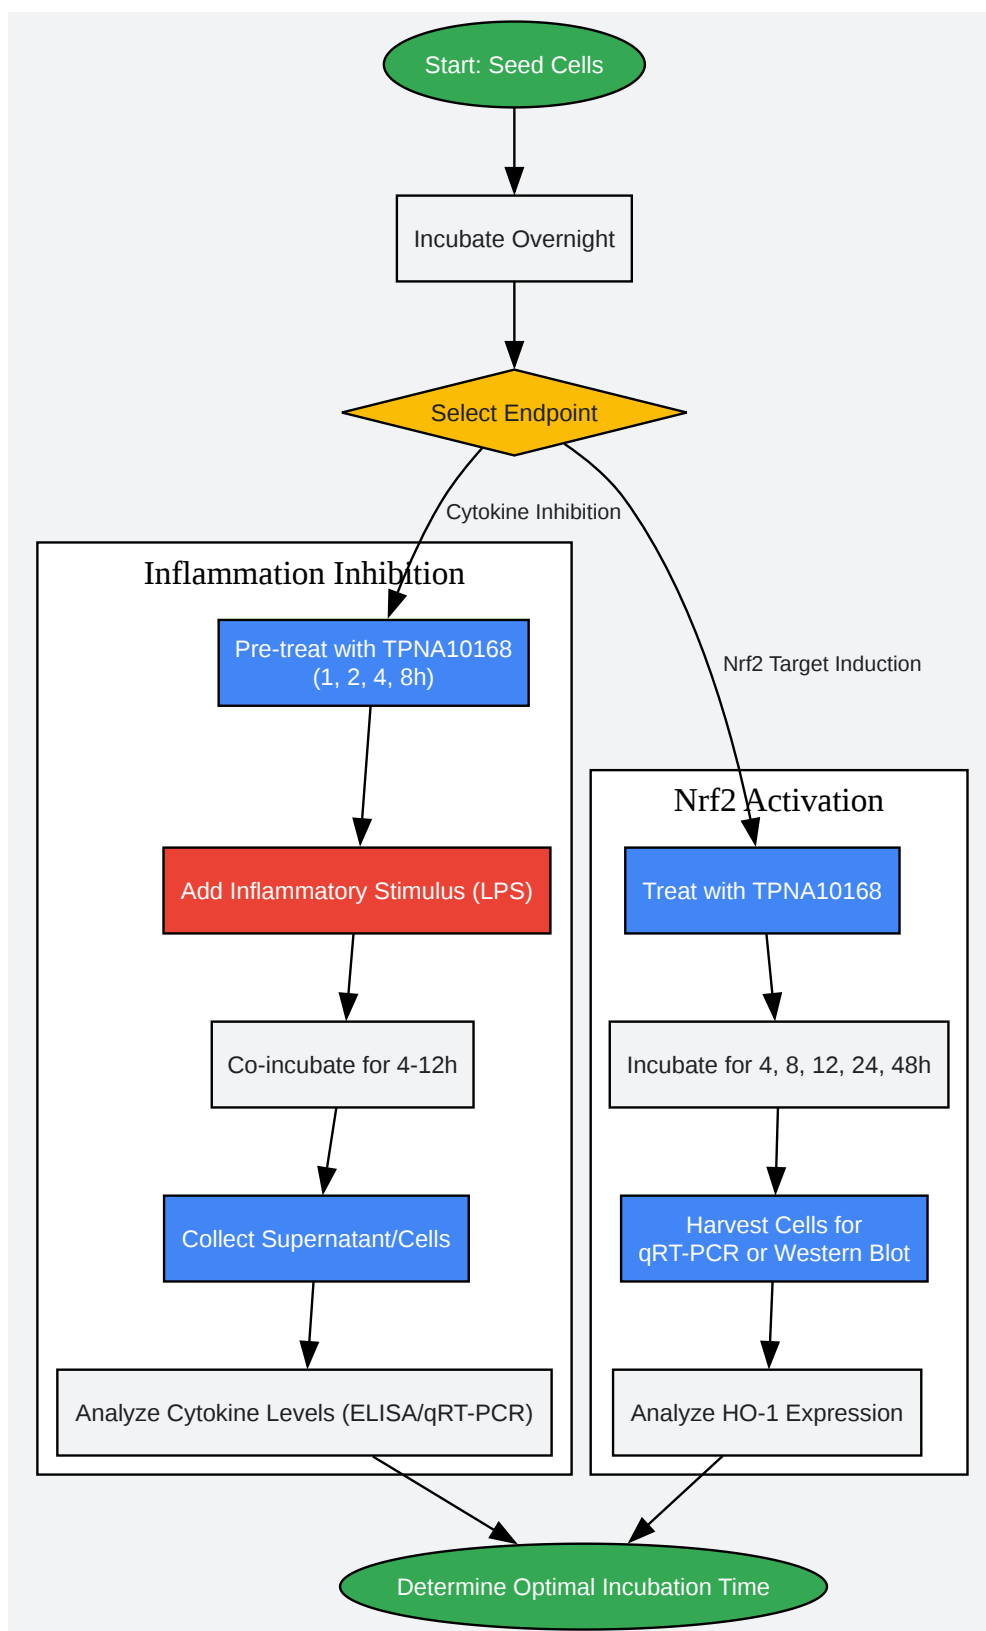 Start: Seed Cells
Incubate Overnight
Select Endpoint
Cytokine Inhibition
Inflammation Inhibition
Pre-treat with TPNA10168
(1, 2, 4, 8h)
Add Inflammatory Stimulus (LPS)
Co-incubate for 4-12h
Collect Supernatant/Cells
Analyze Cytokine Levels (ELISA/qRT-PCR)
Nrf2 Target Induction
Nrf2 Activation
Treat with TPNA10168
Incubate for 4, 8, 12, 24, 48h
Harvest Cells for
qRT-PCR or Western Blot
Analyze HO-1 Expression
Determine Optimal Incubation Time